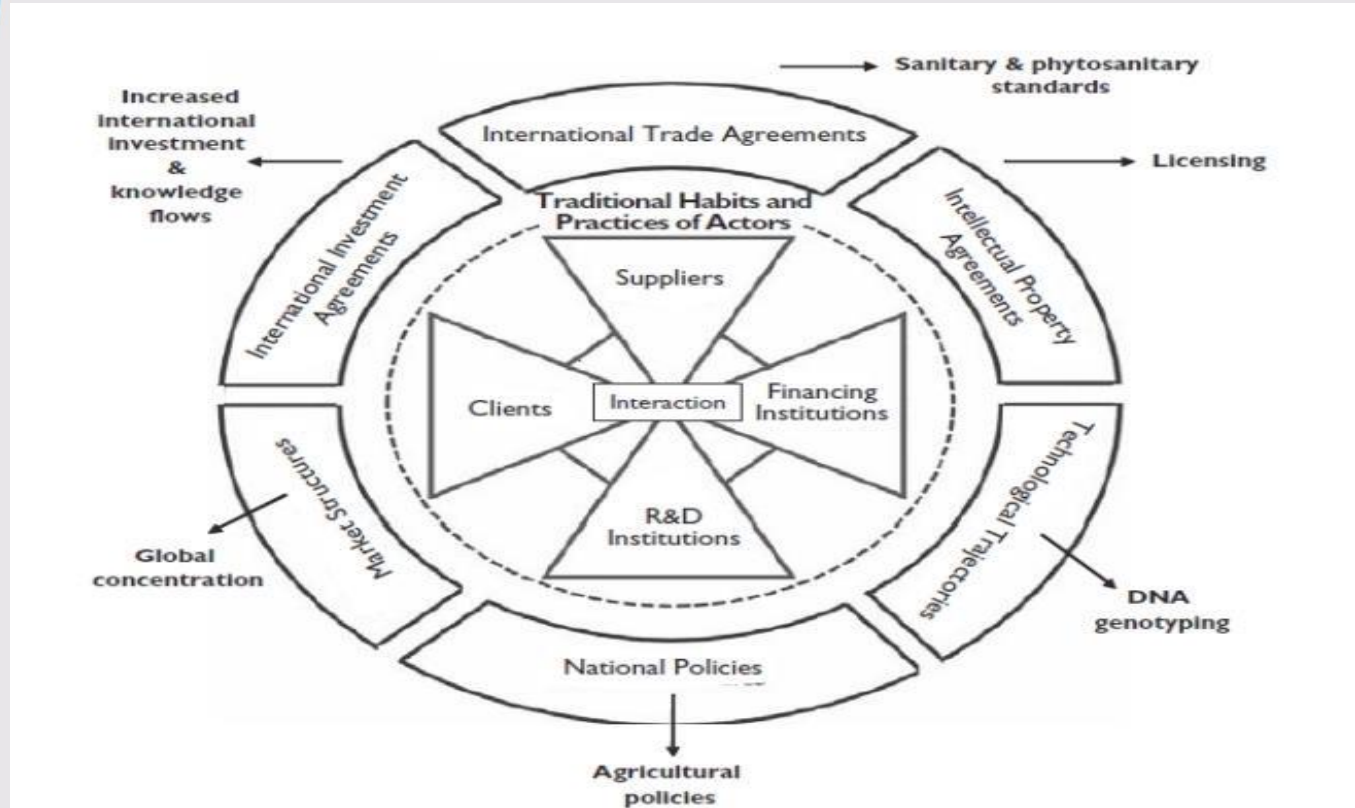 Sanitary & phytosanitary
standards
Increased
international
investment
&
knowledge
flows
International Trade Agreements
Licensing
International Investment
Agreements
Traditional Habits and
Practices of Actors
Intellectual Property
Agreements
Suppliers
Clients
Interaction
Financing
Institutions
R&D
Institutions
Market Structures
Technological Trajectories
Global
concentration
DNA
genotyping
National Policies
Agricultural
policies